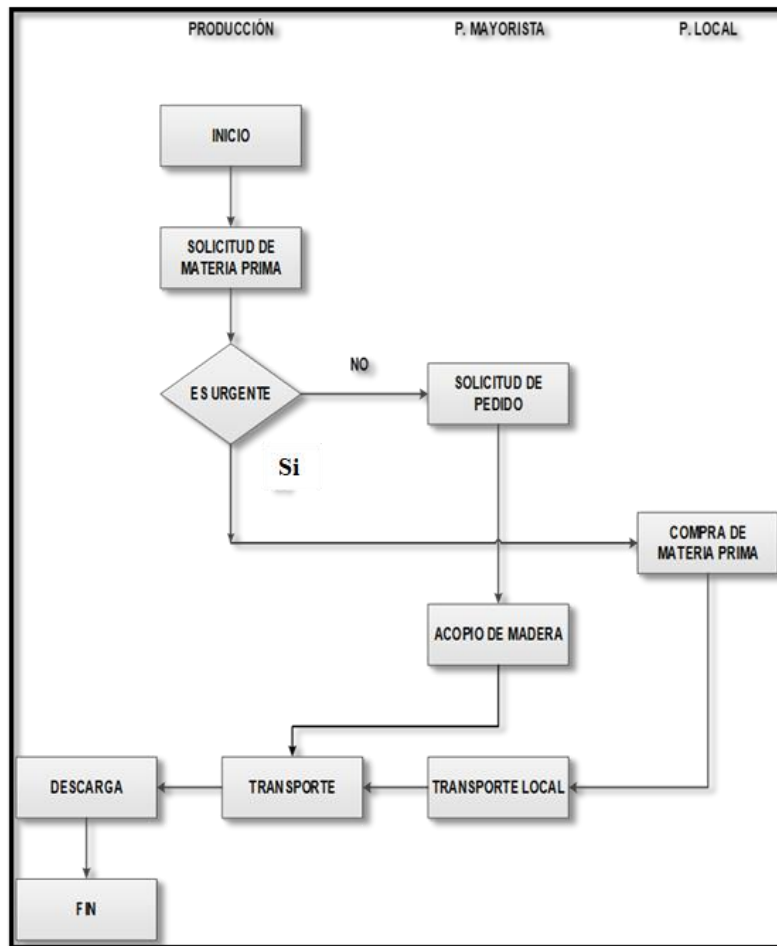 PRODUCCIÓN
P. MAYORISTA
P. LOCAL
INICIO
SOLICITUD DE
MATERIA PRIMA
ES URGENTE
NO
SOLICITUD DE
PEDIDO
Si
COMPRA DE
MATERIA PRIMA
ACOPIO DE MADERA
DESCARGA
TRANSPORTE
TRANSPORTE LOCAL
FIN